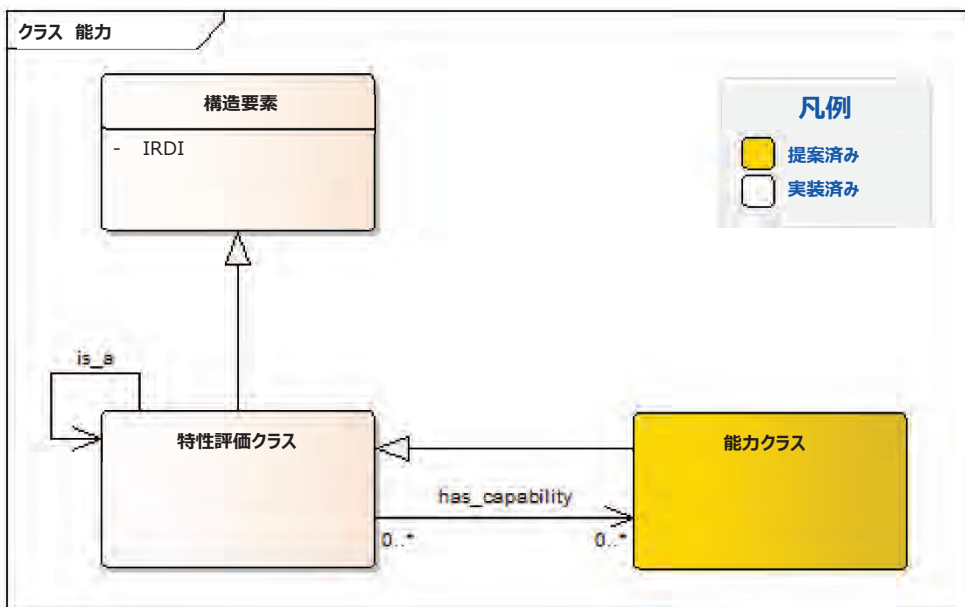 クラス 能力
構造要素
- IRDI
凡例
提案済み
実装済み
is_a
特性評価クラス
能力クラス
has_capability
0..*
0..*